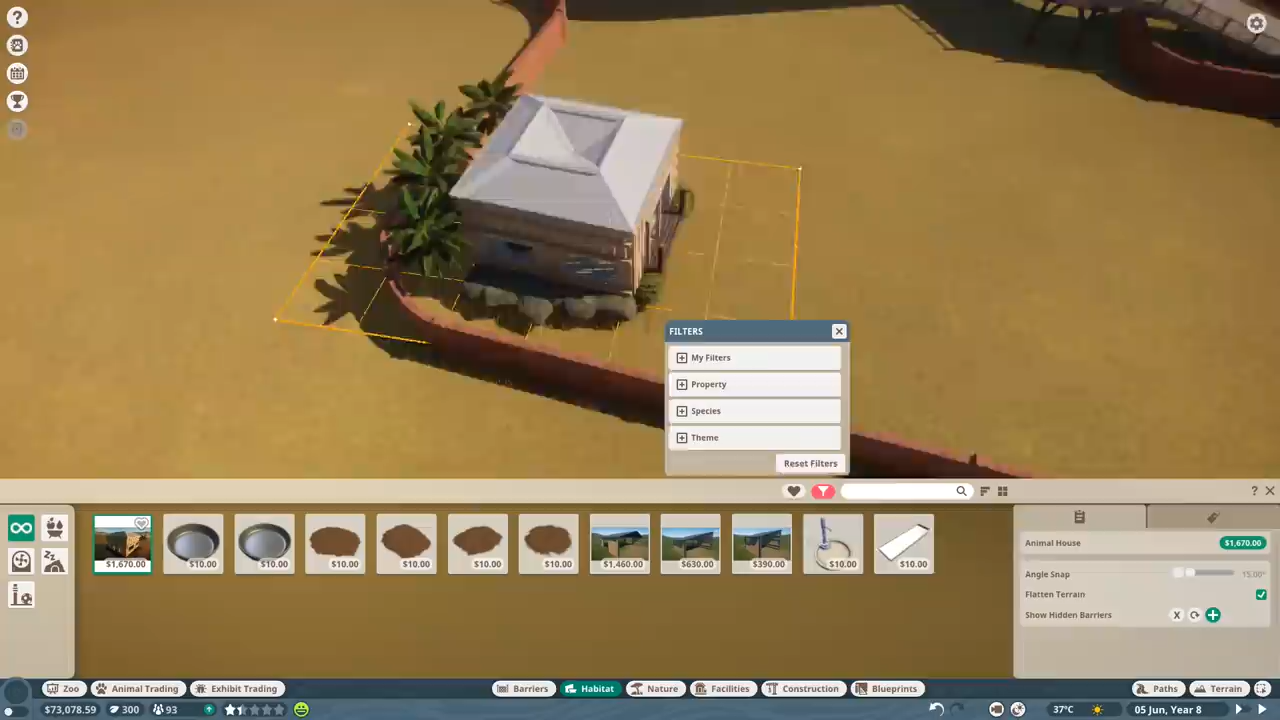 FILTERS
My Filters
Property
Species
Theme
Reset Filters
?
$1,670.00
$10.00
$10.00
$10.00
$10.00
$10.00
$10.00
$1,460.00
$630.00
$390.00
$10.00
$10.00
?
Animal House
$1,670.00
Angle Snap
15.00°
Flatten Terrain
Show Hidden Barriers
X
Zoo
Animal Trading
Exhibit Trading
Barriers
Habitat
Nature
Facilities
Construction
Blueprints
Paths
Terrain
$73,078.59
300
93
37°C
05 Jun, Year 8